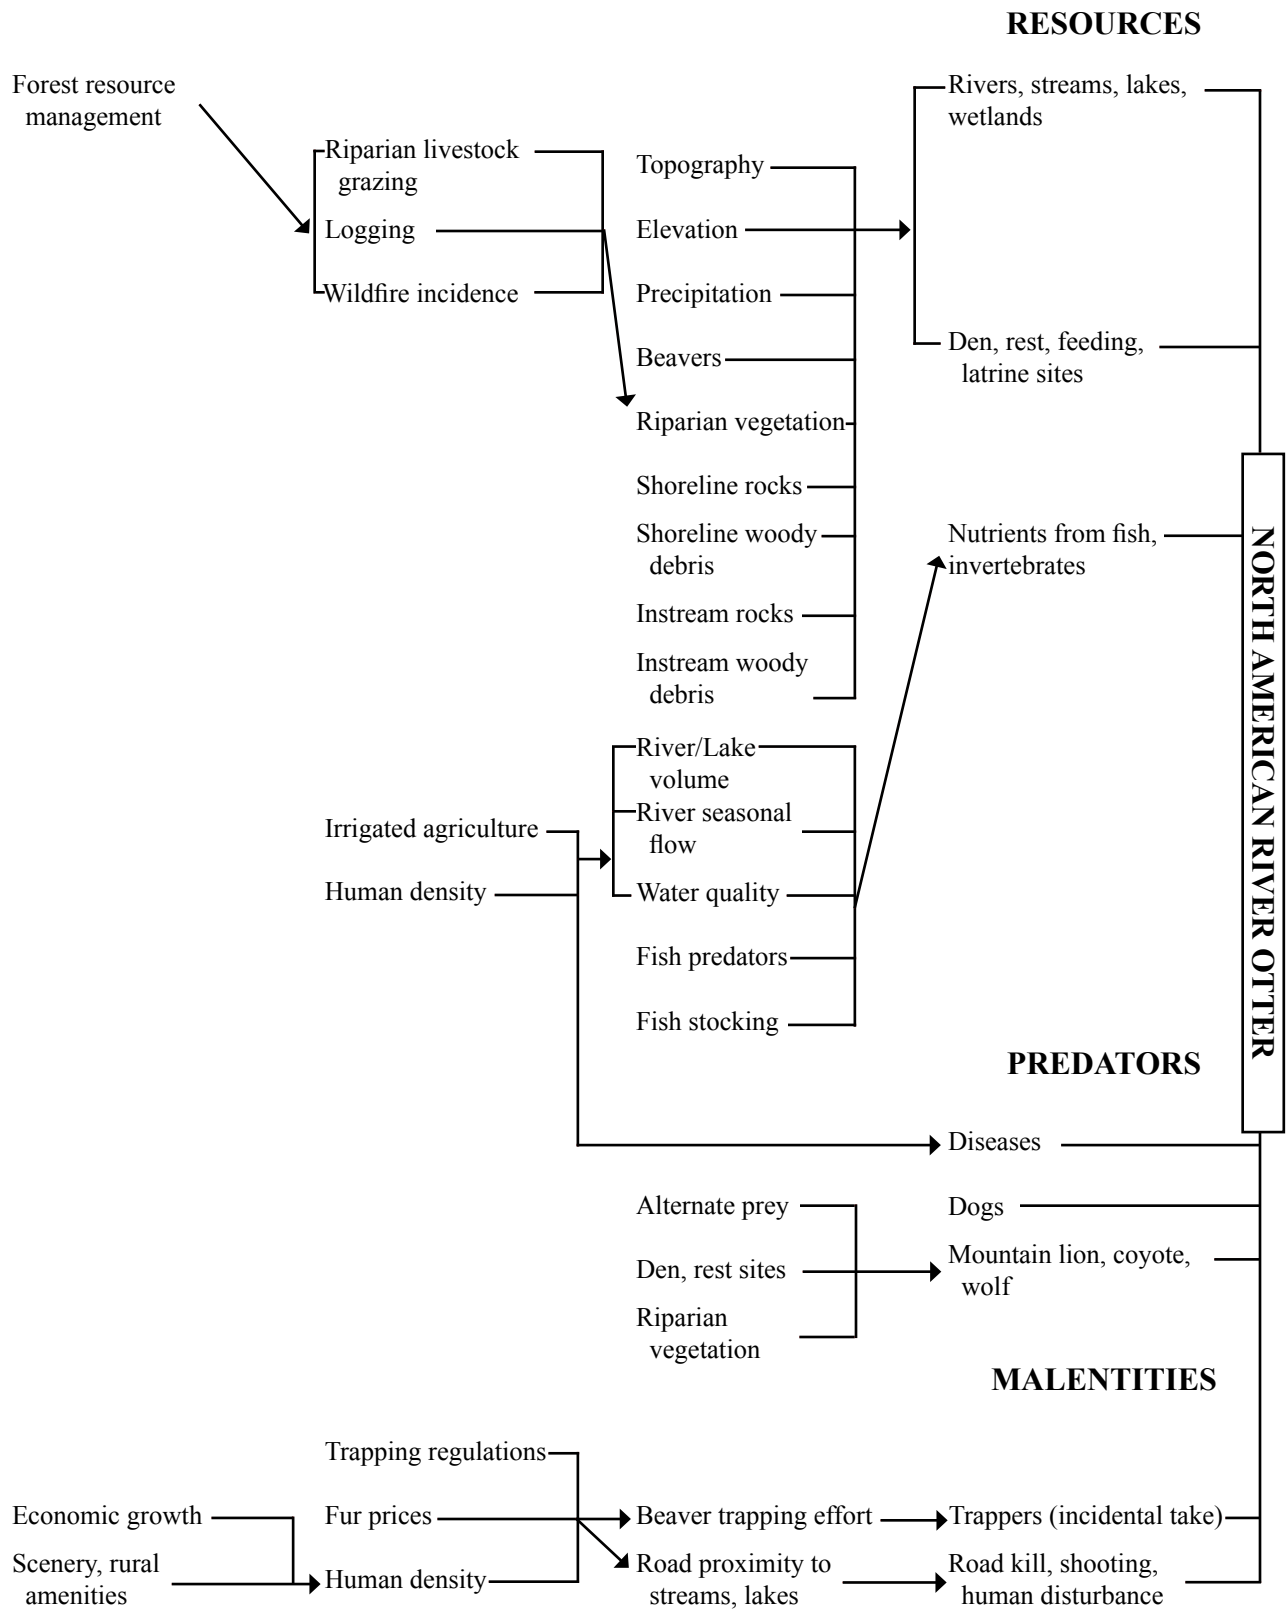 RESOURCES
Forest resource
management
Rivers, streams, lakes,
wetlands
Riparian livestock
grazing
Logging
Wildfire incidence
Topography
Elevation
Precipitation
Beavers
Riparian vegetation
Shoreline rocks
Shoreline woody
debris
Instream rocks
Instream woody
debris
Den, rest, feeding,
latrine sites
Nutrients from fish,
invertebrates
NORTH AMERICAN RIVER OTTER
River/Lake
volume
River seasonal
flow
Water quality
Fish predators
Fish stocking
Irrigated agriculture
Human density
PREDATORS
Diseases
Alternate prey
Den, rest sites
Riparian
vegetation
Dogs
Mountain lion, coyote,
wolf
MALENTITIES
Trapping regulations
Economic growth
Scenery, rural
amenities
Fur prices
Human density
Beaver trapping effort
Road proximity to
streams, lakes
Trappers (incidental take)
Road kill, shooting,
human disturbance